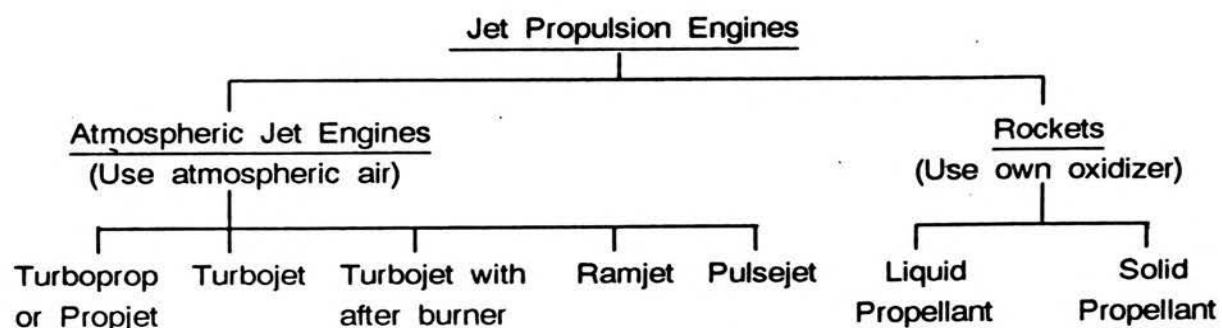 Jet Propulsion Engines
Atmospheric Jet Engines
(Use atmospheric air)
Rockets
(Use own oxidizer)
Turboprop
or Propjet
Turbojet
Turbojet with
after burner
Ramjet
Pulsejet
Liquid
Propellant
Solid
Propellant